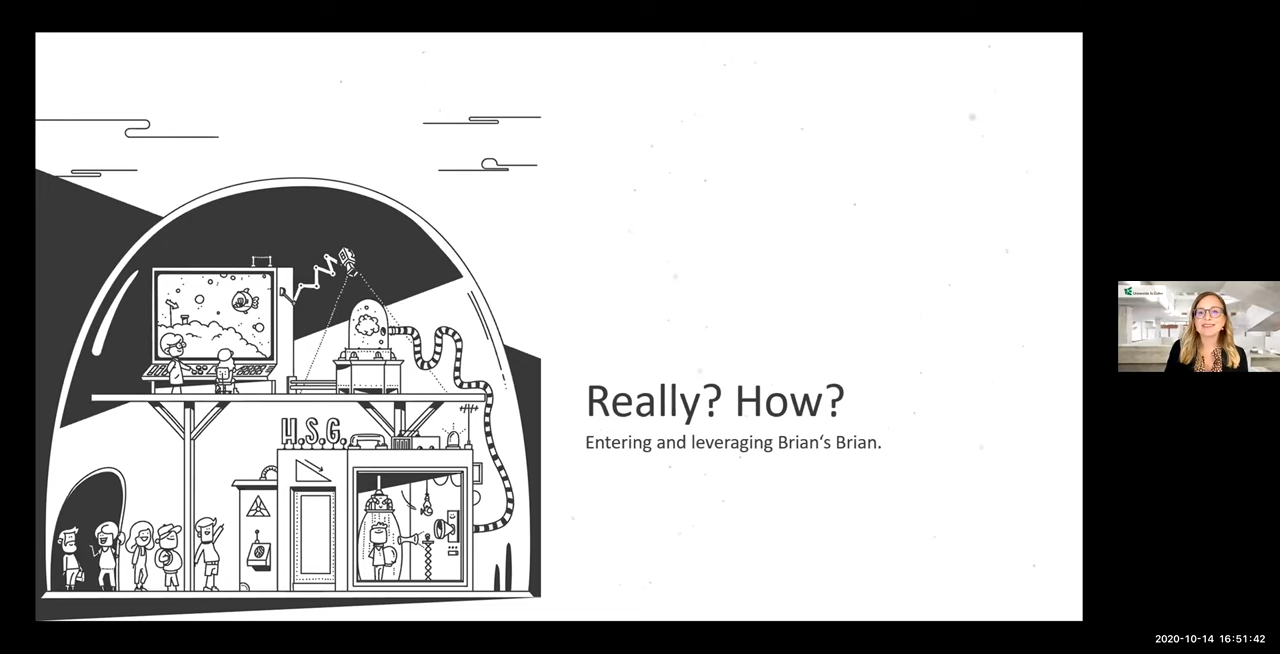 Really? How?
Entering and leveraging Brian‘s Brian.
H.S.G.
2020-10-14 16:51:42